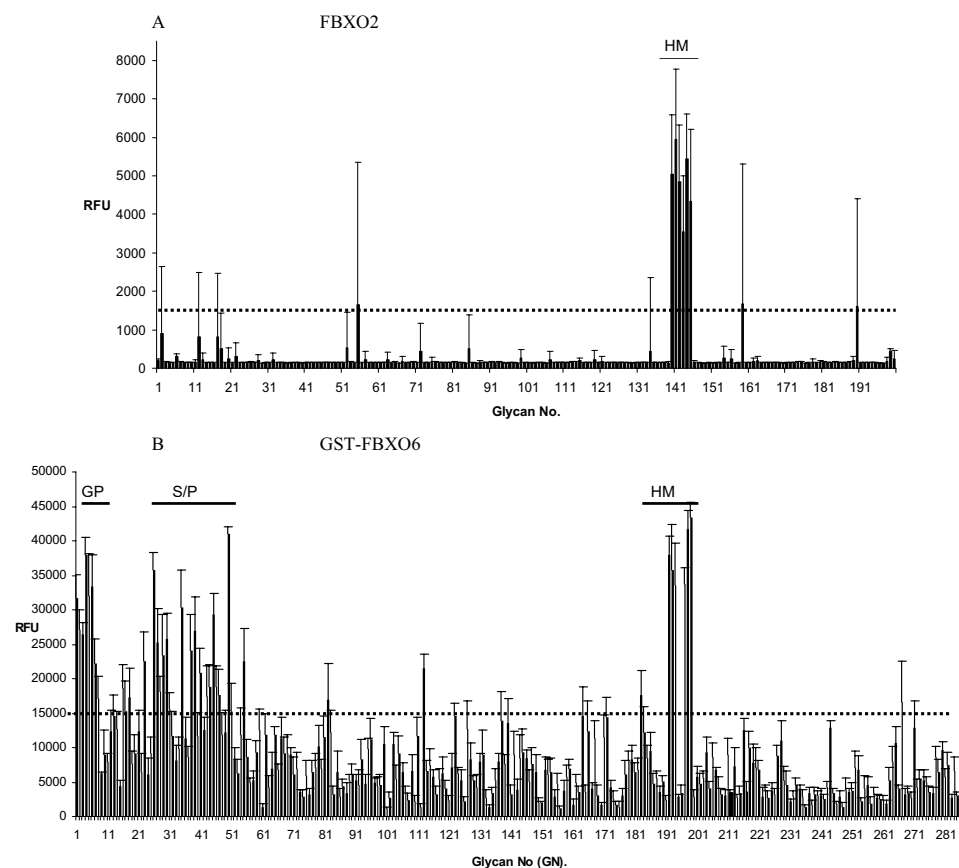 A FBXO2
HM
8000
7000
6000
5000
RFU
4000
3000
2000
1000
0
1 11 21 31 41 51 61 71 81 91 101 111 121 131 141 151 161 171 181 191
Glycan No.
B GST-FBXO6
50000
GP S/P HM
45000
40000
35000
30000
RFU
25000
20000
15000
10000
5000
0
1 11 21 31 41 51 61 71 81 91 101 111 121 131 141 151 161 171 181 191 201 211 221 231 241 251 261 271 281
Glycan No (GN).